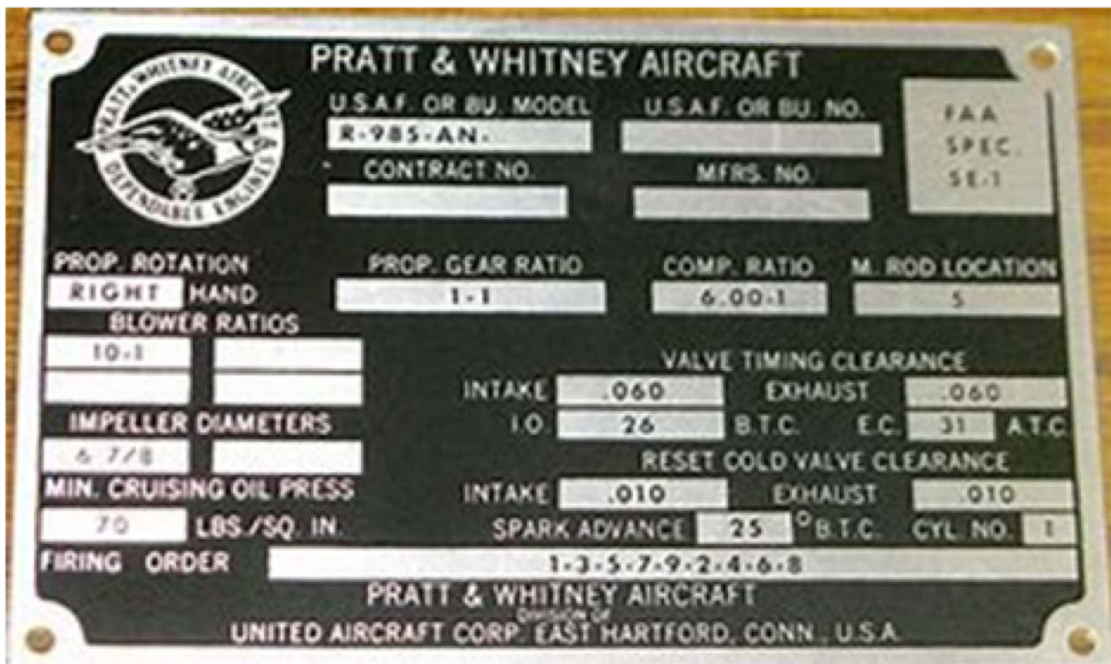 PRATT & WHITNEY AIRCRAFT
PRATT & WHITNEY AIRCRAFT
DEPENDABLE ENGINES
U.S.A.F. OR BU. MODEL U.S.A.F. OR BU. NO.
R-985-AN-
FAA
SPEC.
SE-1
CONTRACT NO. MFRS. NO.
PROP. ROTATION PROP. GEAR RATIO COMP. RATIO M. ROD LOCATION
RIGHT HAND 1-1 6.00-1 5
BLOWER RATIOS
10-1
VALVE TIMING CLEARANCE
INTAKE .060 EXHAUST .060
IMPELLER DIAMETERS I.O 26 B.T.C. E.C. 31 A.T.C.
6 7/8
RESET COLD VALVE CLEARANCE
MIN. CRUISING OIL PRESS INTAKE .010 EXHAUST .010
70 LBS./SQ. IN. SPARK ADVANCE 25 ° B.T.C. CYL. NO. 1
FIRING ORDER 1-3-5-7-9-2-4-6-8
PRATT & WHITNEY AIRCRAFT
DIVISION OF
UNITED AIRCRAFT CORP. EAST HARTFORD, CONN., U.S.A.